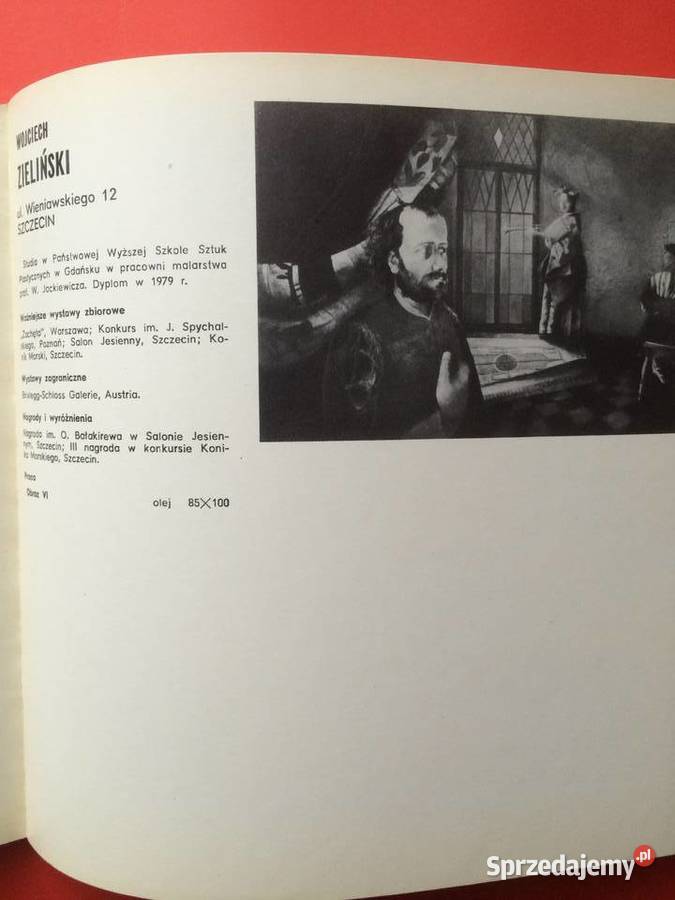 WOJCIECH
ZIELIŃSKI
ul. Wieniawskiego 12
SZCZECIN
Studia w Państwowej Wyższej Szkole Sztuk
Plastycznych w Gdańsku w pracowni malarstwa
prof. W. Jackiewicza. Dyplom w 1979 r.
Ważniejsze wystawy zbiorowe
„Zachęta", Warszawa; Konkurs im. J. Spychal-
skiego, Poznań; Salon Jesienny, Szczecin; Ko-
nik Morski, Szczecin.
Wystawy zagraniczne
Galerie, Austria.
Nagrody i wyróżnienia
Nagroda im. O. Bałakirewa w Salonie Jesien-
nym, Szczecin; III nagroda w konkursie Koni-
ka Morskiego, Szczecin.
Praca
Obraz VI
olej 85×100
Sprzedajemy.pl